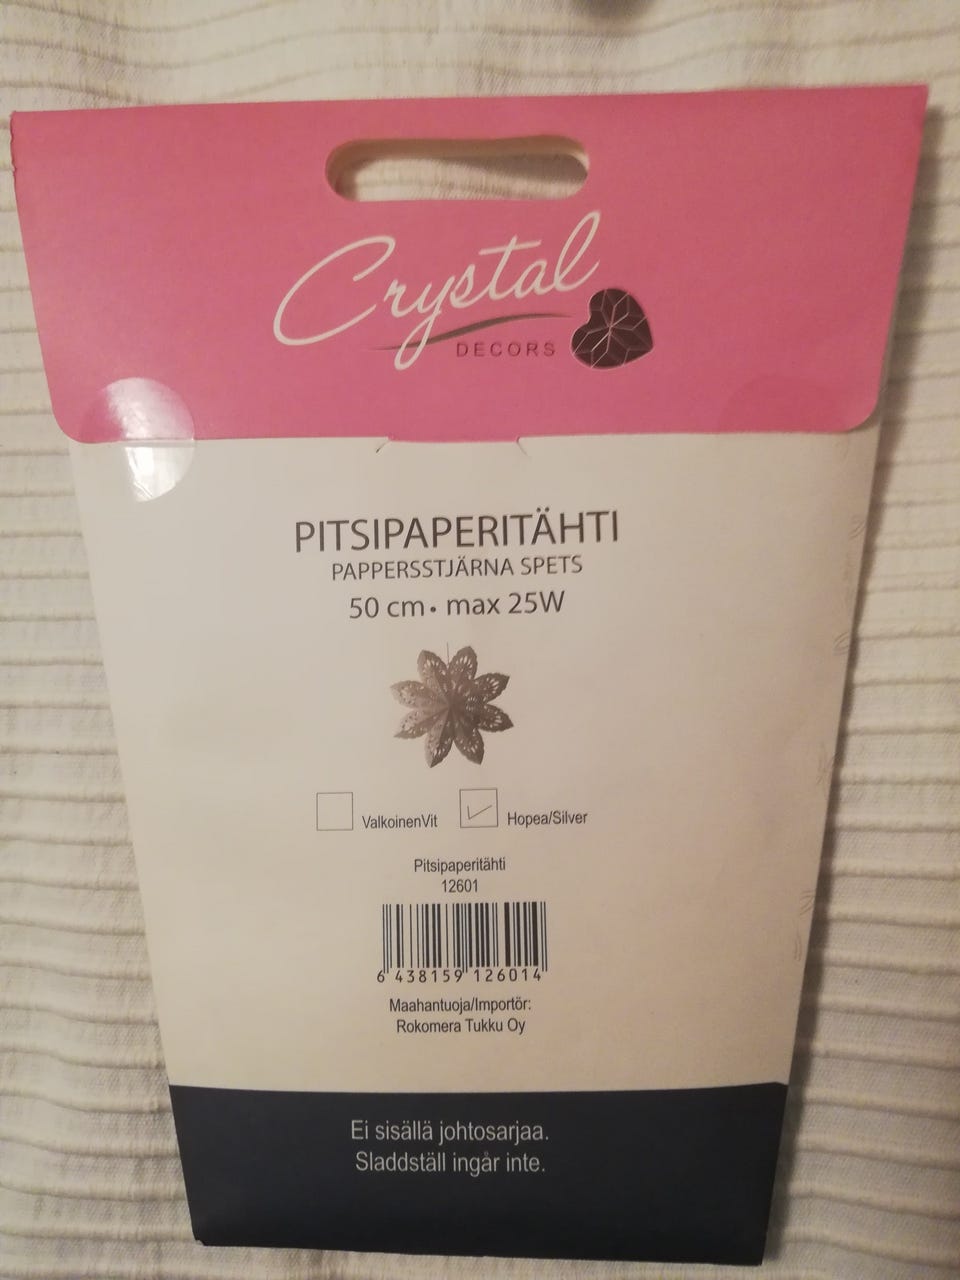 Crystal
DECORS
PITSIPAPERITÄHTI
PAPPERSSTJÄRNA SPETS
50 cm • max 25W
ValkoinenVit Hopea/Silver
Pitsipaperitähti
12601
6 438159 126014
Maahantuoja/Importör:
Rokomera Tukku Oy
Ei sisällä johtosarjaa.
Sladdställ ingår inte.